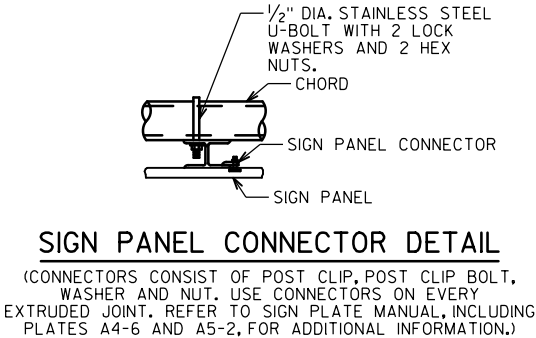 1/2" DIA. STAINLESS STEEL
U-BOLT WITH 2 LOCK
WASHERS AND 2 HEX
NUTS.
CHORD
SIGN PANEL CONNECTOR
SIGN PANEL
SIGN PANEL CONNECTOR DETAIL
(CONNECTORS CONSIST OF POST CLIP, POST CLIP BOLT,
WASHER AND NUT. USE CONNECTORS ON EVERY
EXTRUDED JOINT. REFER TO SIGN PLATE MANUAL, INCLUDING
PLATES A4-6 AND A5-2, FOR ADDITIONAL INFORMATION.)